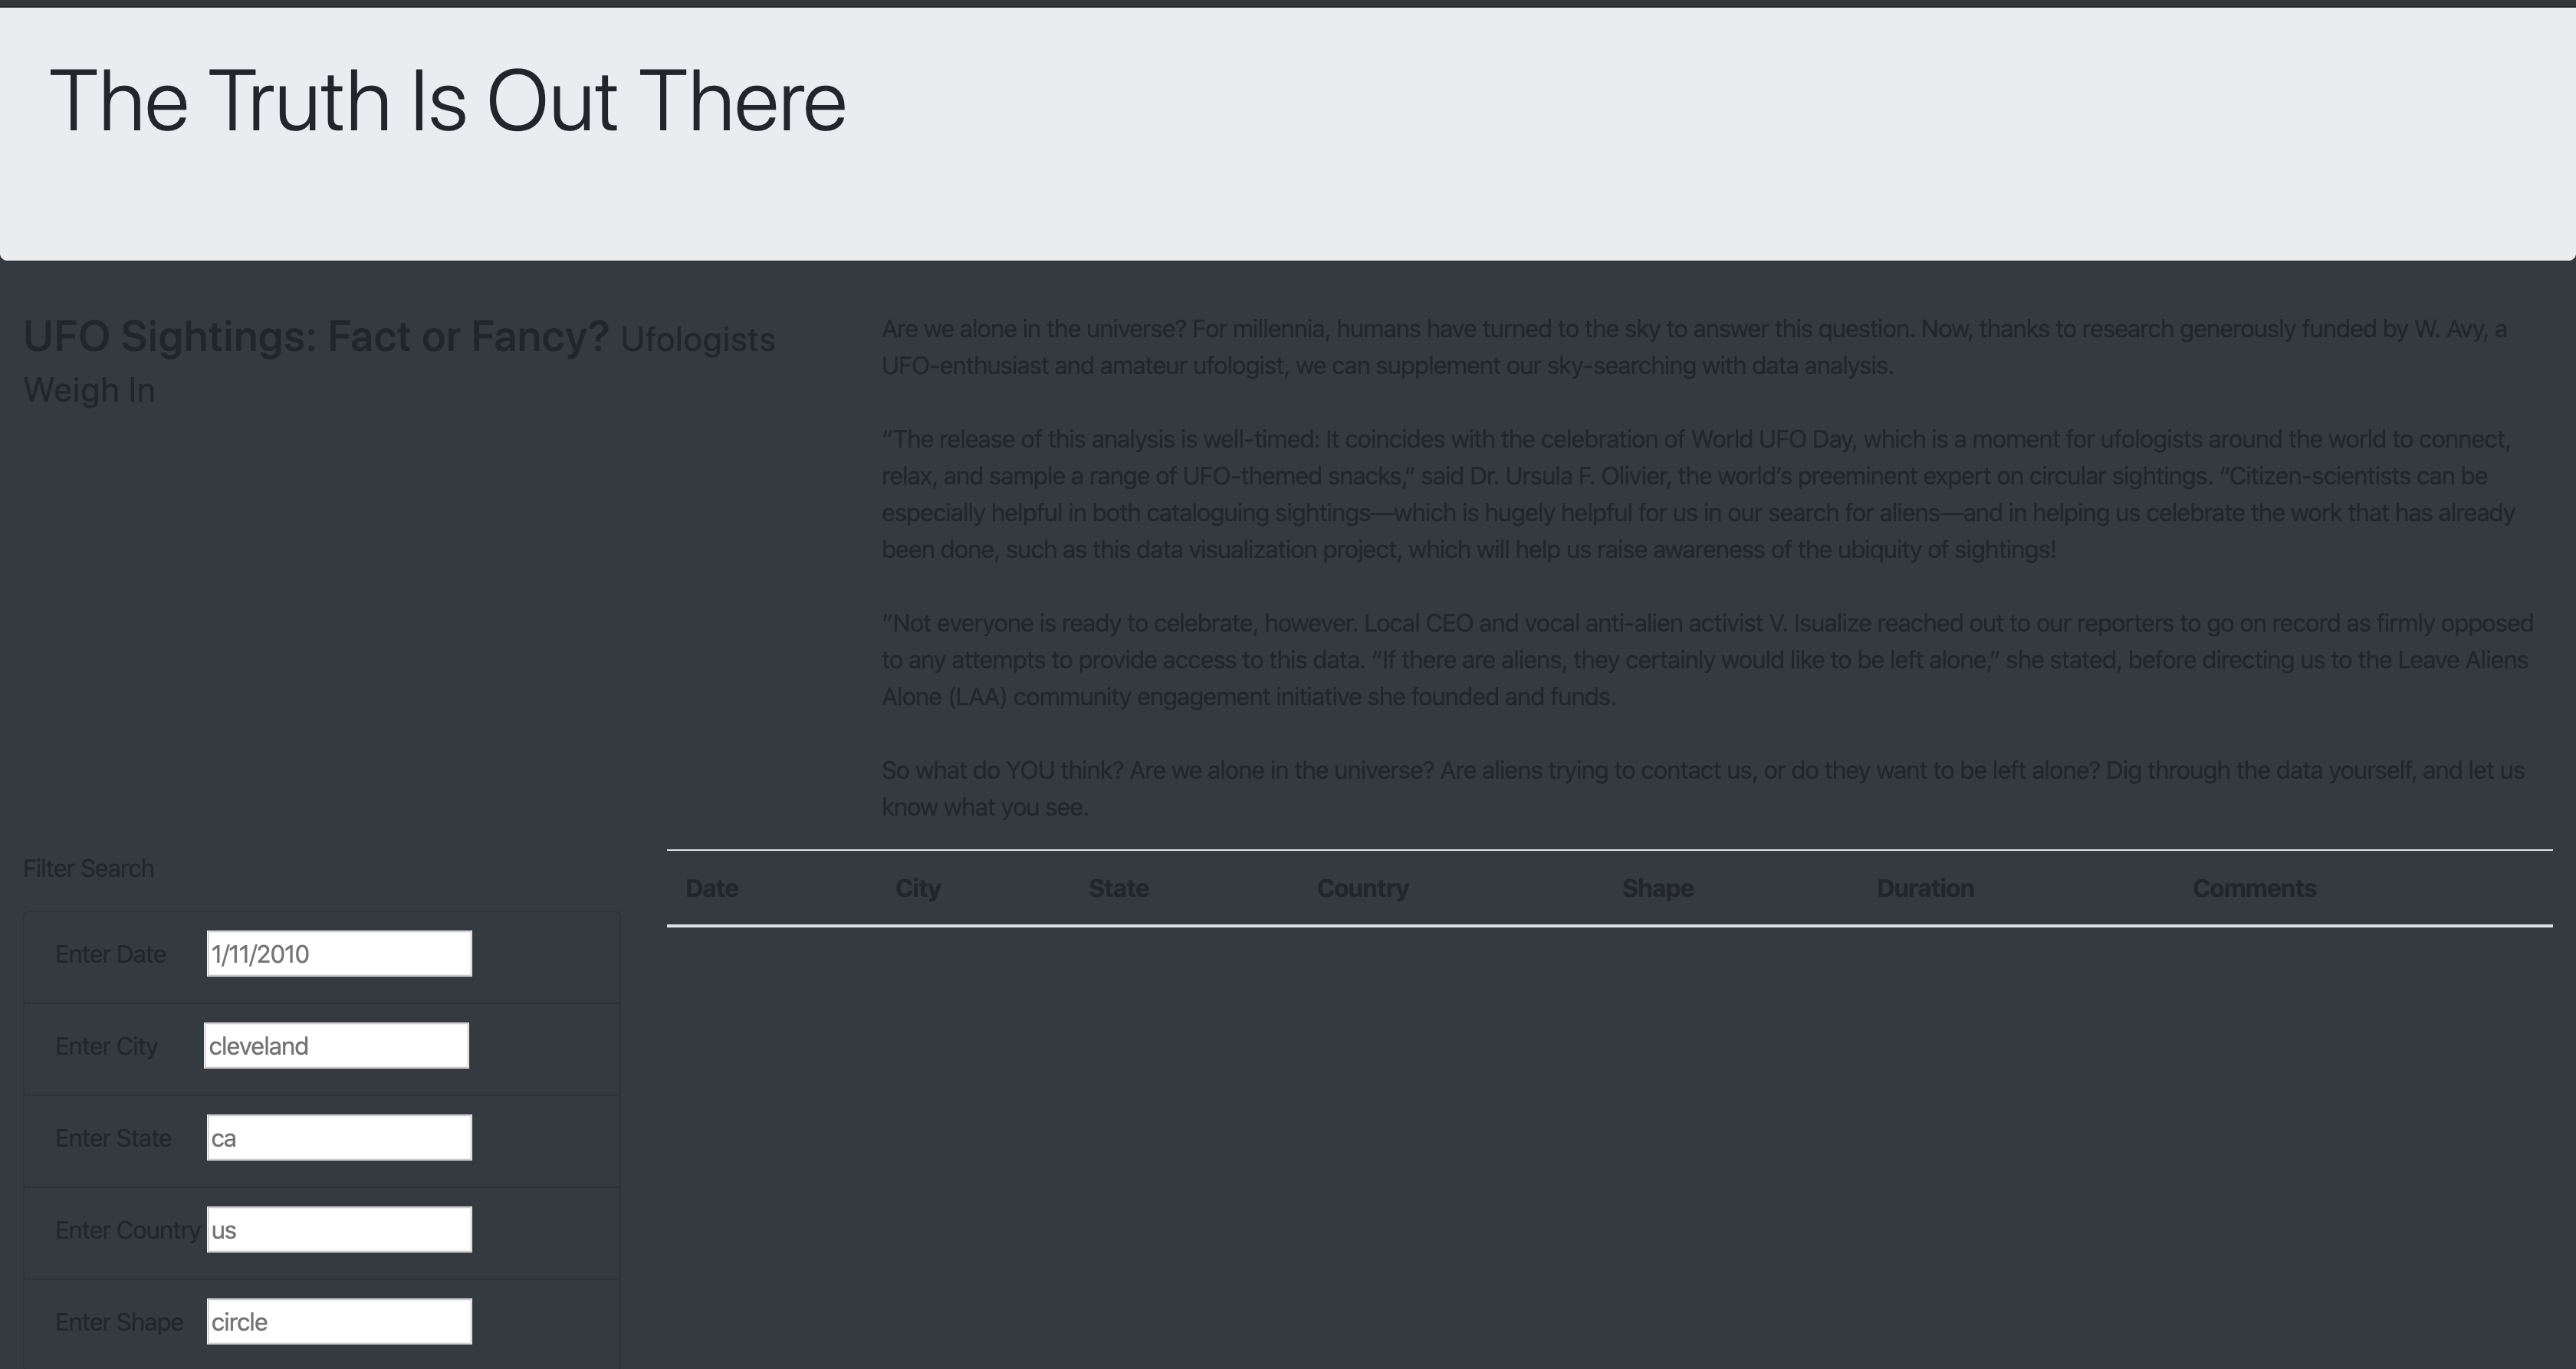 The Truth Is Out There
UFO Sightings: Fact or Fancy? Ufologists
Weigh In
Are we alone in the universe? For millennia, humans have turned to the sky to answer this question. Now, thanks to research generously funded by W. Avy, a
UFO-enthusiast and amateur ufologist, we can supplement our sky-searching with data analysis.
“The release of this analysis is well-timed: It coincides with the celebration of World UFO Day, which is a moment for ufologists around the world to connect,
relax, and sample a range of UFO-themed snacks,” said Dr. Ursula F. Olivier, the world’s preeminent expert on circular sightings. “Citizen-scientists can be
especially helpful in both cataloguing sightings—which is hugely helpful for us in our search for aliens—and in helping us celebrate the work that has already
been done, such as this data visualization project, which will help us raise awareness of the ubiquity of sightings!
”Not everyone is ready to celebrate, however. Local CEO and vocal anti-alien activist V. Isualize reached out to our reporters to go on record as firmly opposed
to any attempts to provide access to this data. “If there are aliens, they certainly would like to be left alone,” she stated, before directing us to the Leave Aliens
Alone (LAA) community engagement initiative she founded and funds.
So what do YOU think? Are we alone in the universe? Are aliens trying to contact us, or do they want to be left alone? Dig through the data yourself, and let us
know what you see.
Filter Search
Enter Date 1/11/2010
Enter City cleveland
Enter State ca
Enter Country us
Enter Shape circle
Date City State Country Shape Duration Comments